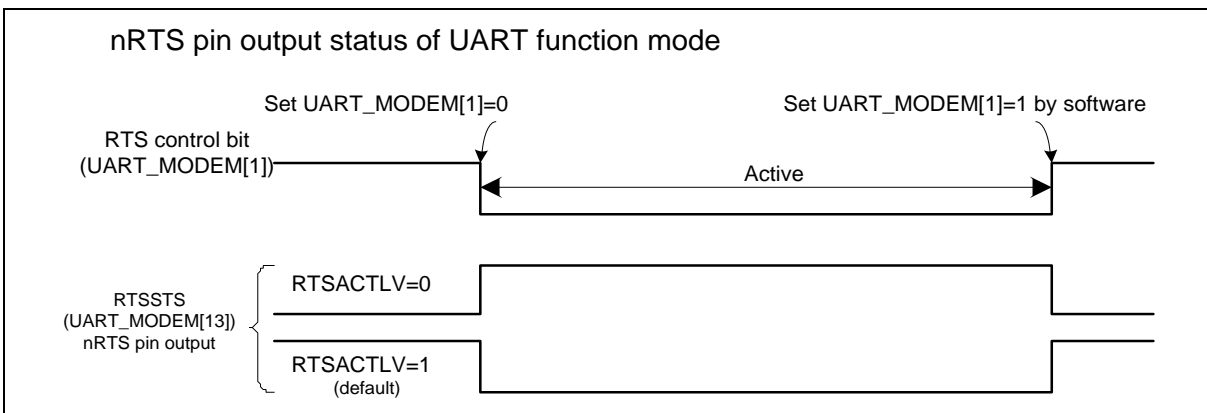 nRTS pin output status of UART function mode
Set UART_MODEM[1]=0
Set UART_MODEM[1]=1 by software
RTS control bit
(UART_MODEM[1])
Active
RTSACTLV=0
RTSSTS
(UART_MODEM[13])
nRTS pin output
RTSACTLV=1
(default)